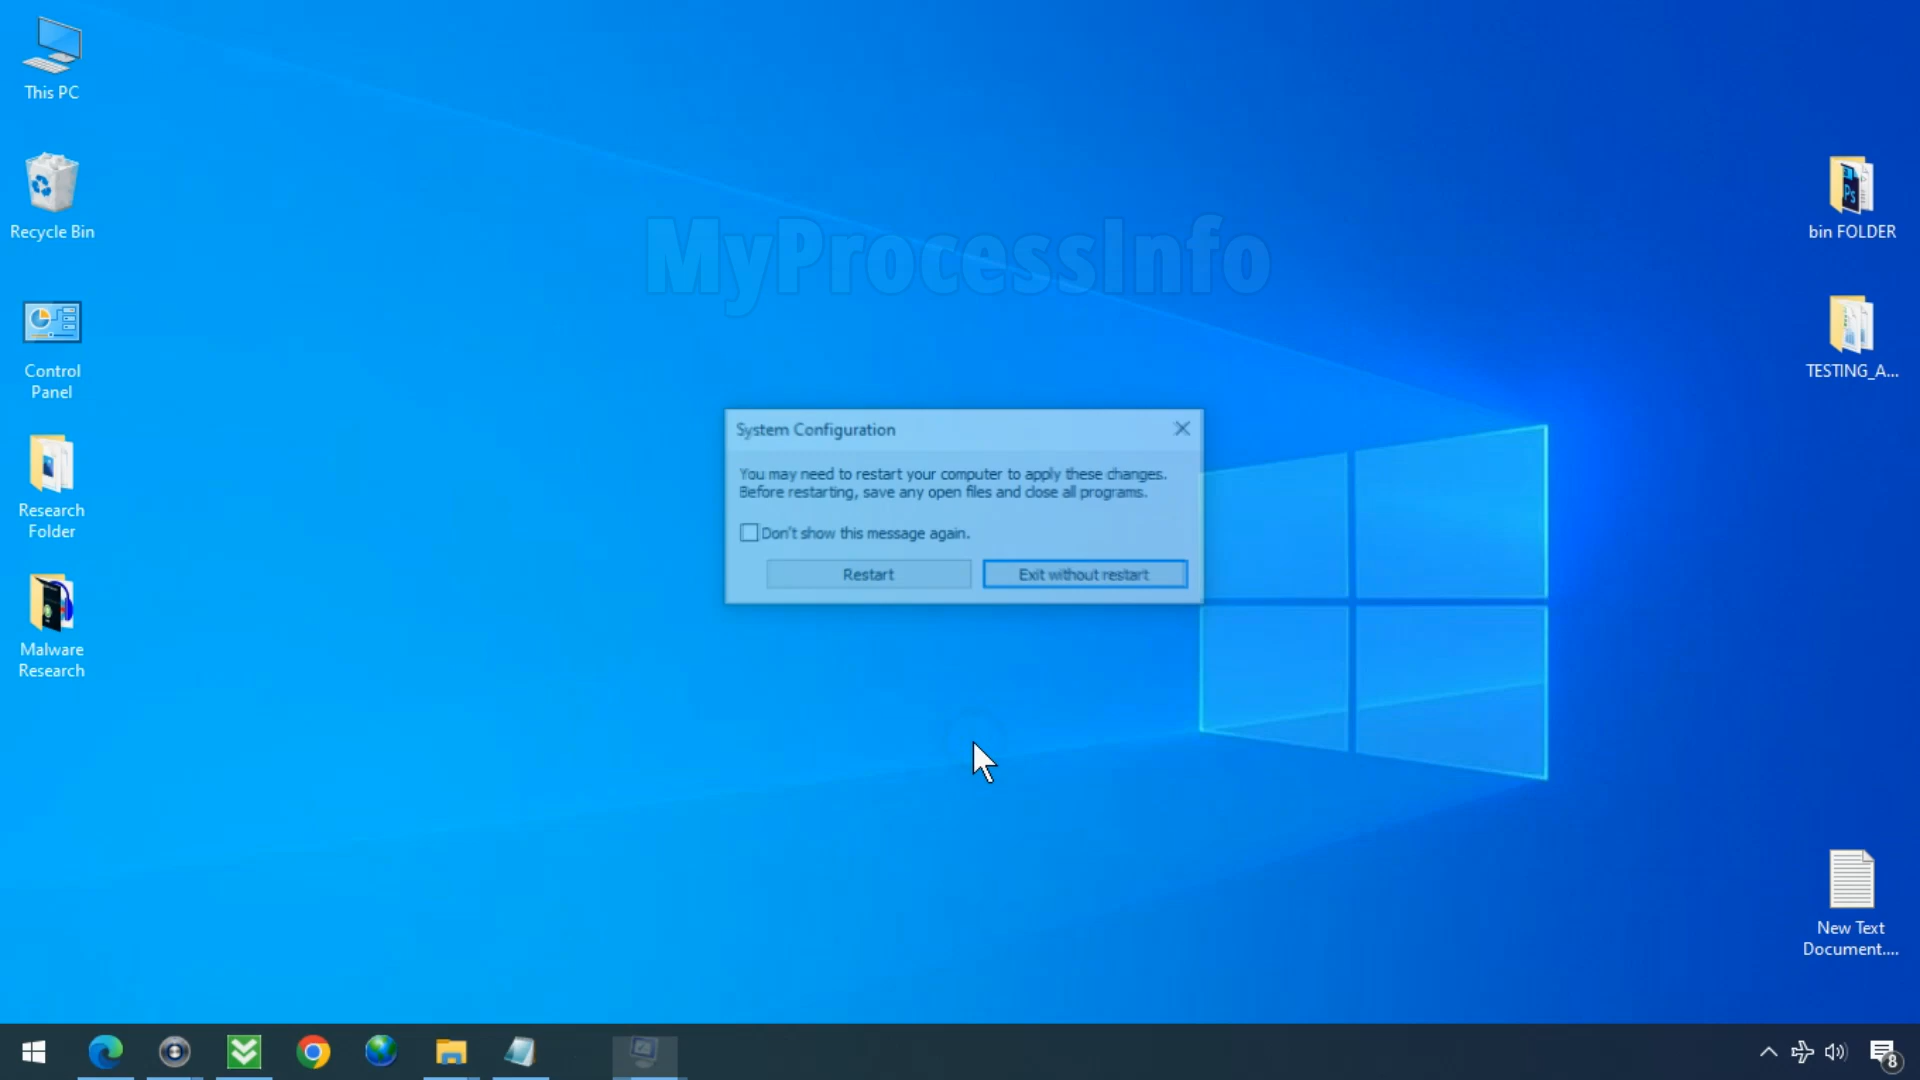 This PC
Recycle Bin
Control
Panel
Research
Folder
Malware
Research
MyProcessInfo
System Configuration
You may need to restart your computer to apply these changes.
Before restarting, save any open files and close all programs.
Don't show this message again.
Restart
Exit without restart
Ps
bin FOLDER
TESTING_A...
New Text
Document....
8